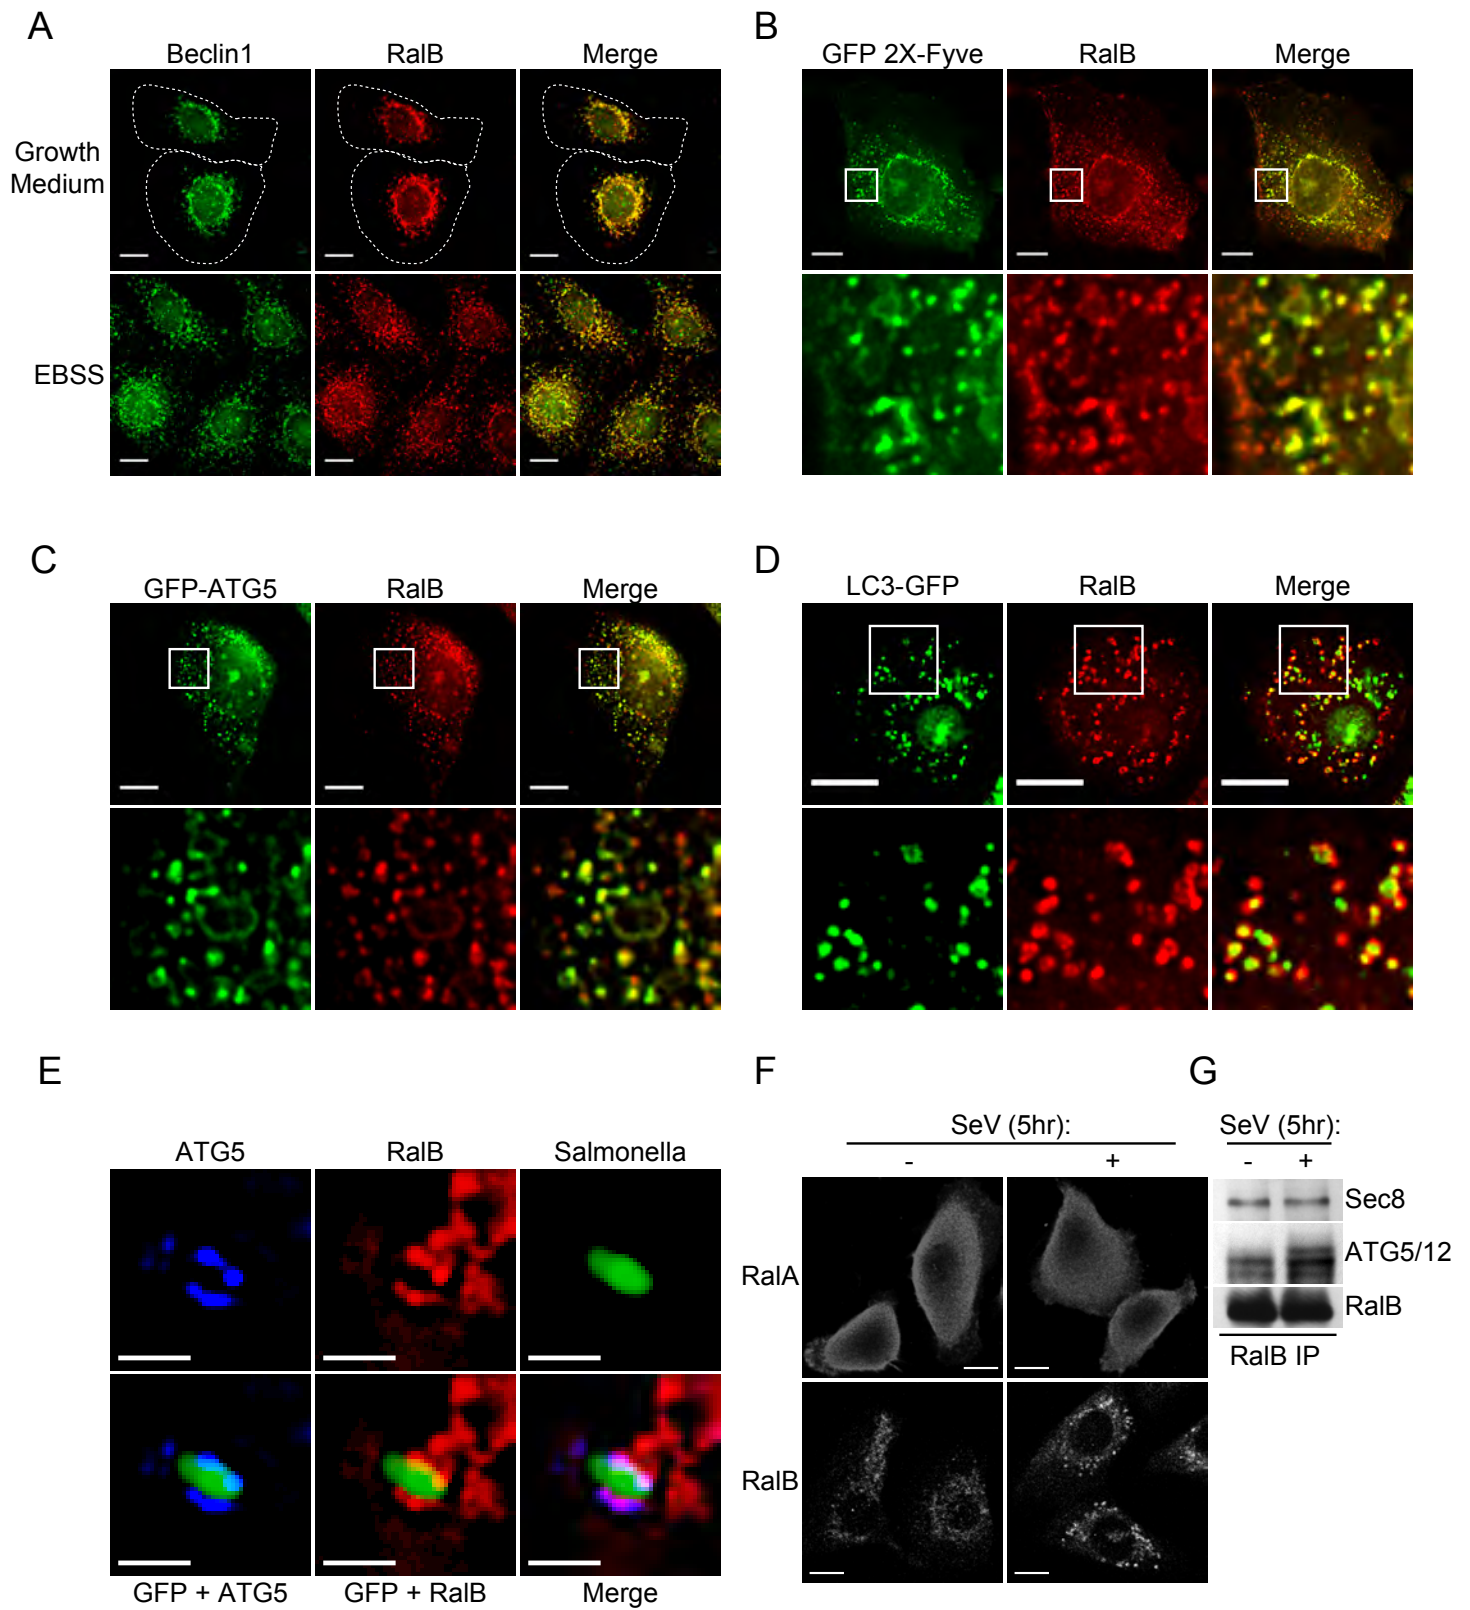 A
Beclin1 RalB Merge
Growth
Medium
EBSS
B
GFP 2X-Fyve RalB Merge
C
GFP-ATG5 RalB Merge
D
LC3-GFP RalB Merge
E
ATG5 RalB Salmonella
GFP + ATG5 GFP + RalB Merge
F
SeV (5hr):
- +
RalA
RalB
G
SeV (5hr):
- +
Sec8
ATG5/12
RalB
RalB IP